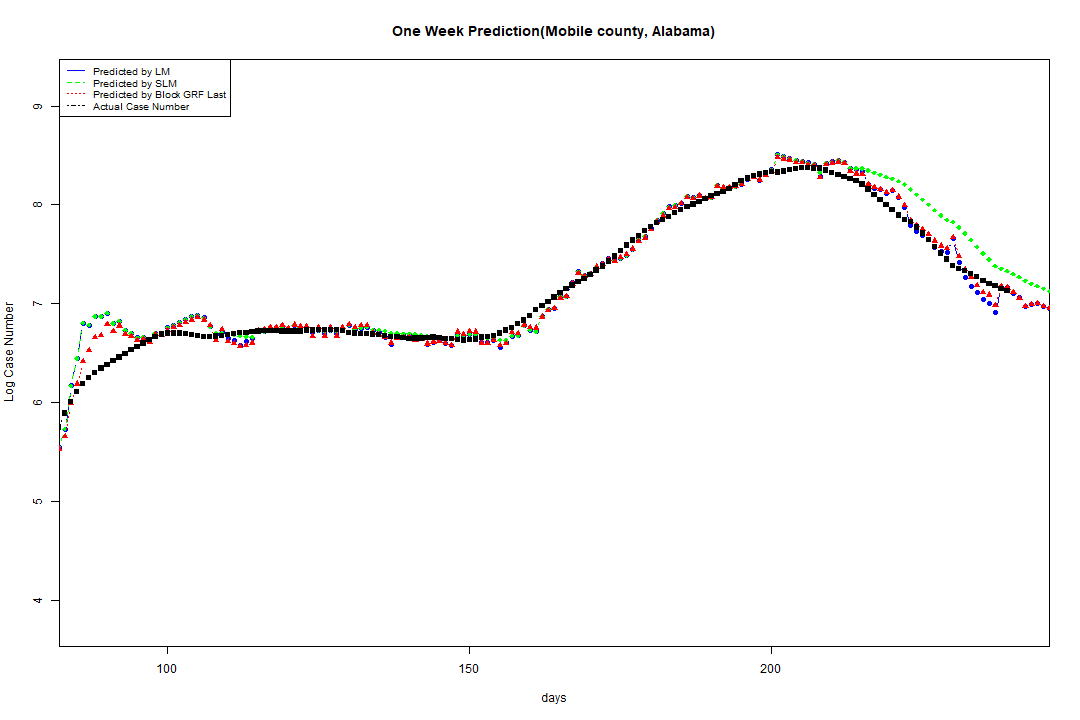 One Week Prediction(Mobile county, Alabama)
Predicted by LM
Predicted by SLM
Predicted by Block GRF Last
Actual Case Number
9
8
7
6
5
4
Log Case Number
100 150 200
days